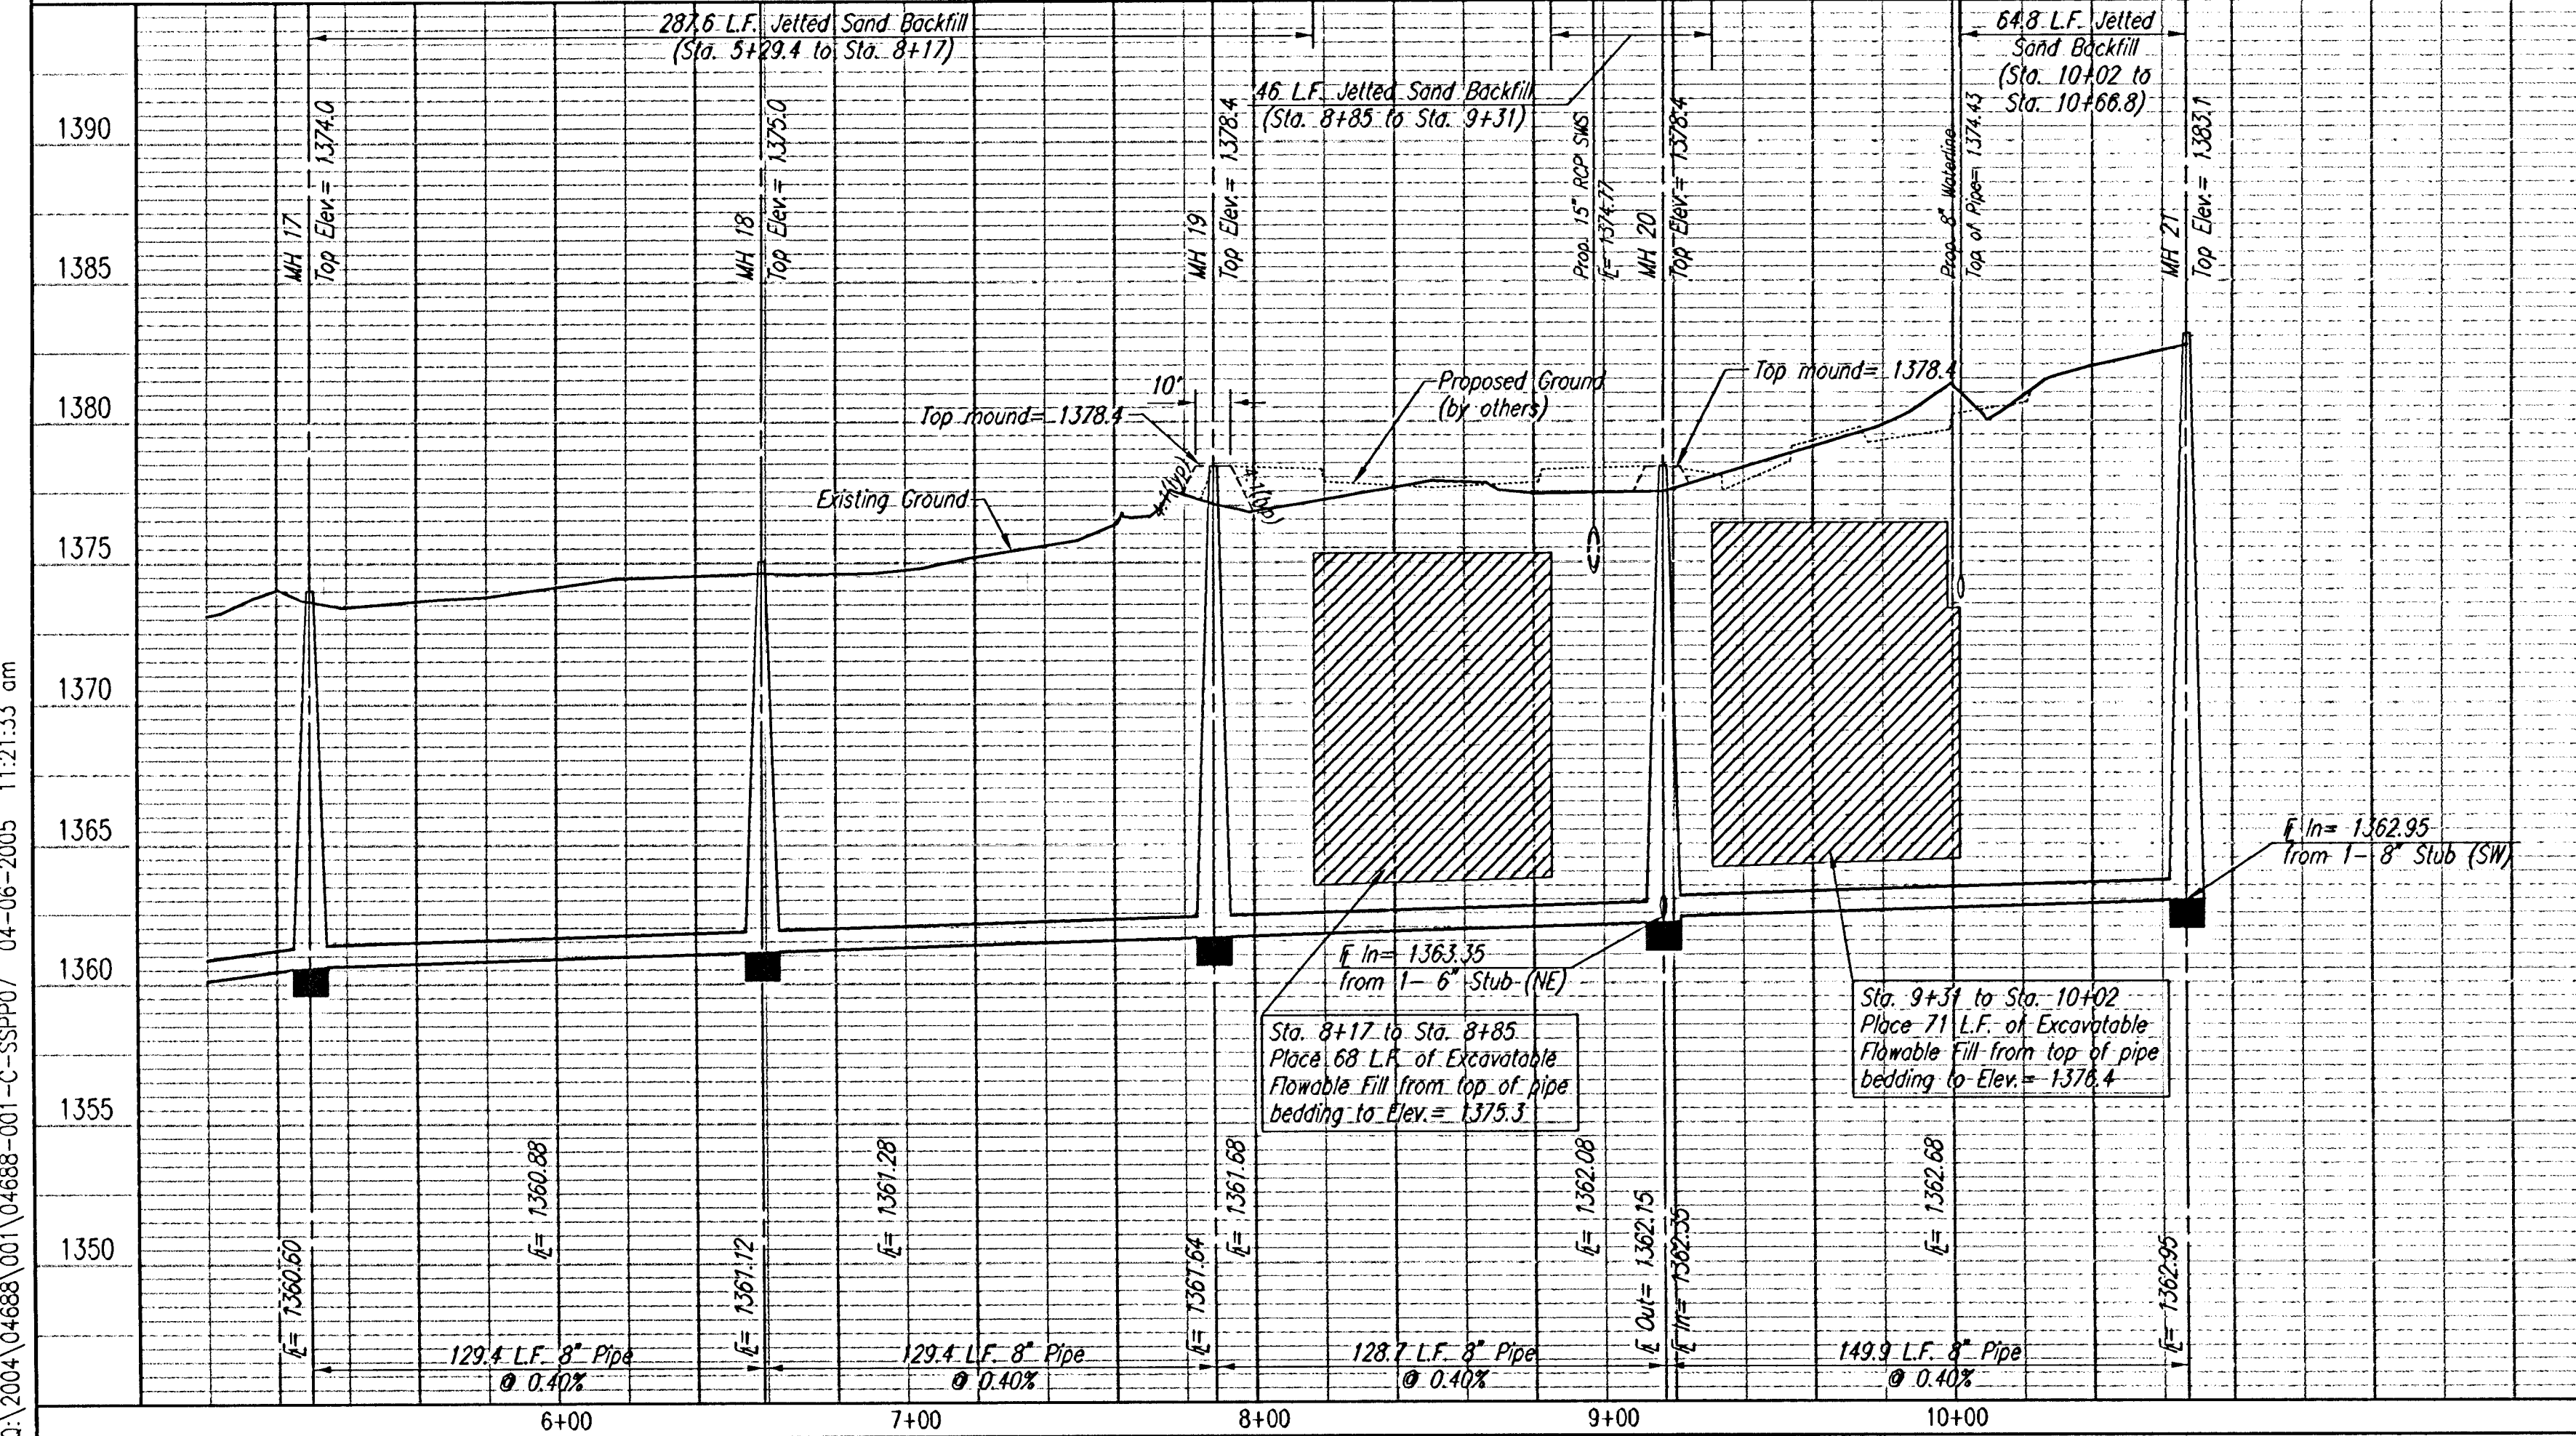 287.6 L.F. Jetted Sand Backfill
(Sta. 5+29.4 to Sta. 8+17)
46 L.F. Jetted Sand Backfill
(Sta. 8+85 to Sta. 9+31)
64.8 L.F. Jetted
Sand Backfill
(Sta. 10+02 to
Sta. 10+66.8)
1390
1385
1380
1375
1370
1365
1360
1355
1350
MH 17
Top Elev.= 1374.0
MH 18
Top Elev.= 1375.0
MH 19
Top Elev.= 1378.4
Prop. 15" RCP SWS
= 1374.77
MH 20
Top Elev.= 1378.4
Prop. 8" Waterline
Top of Pipe= 1374.43
MH 21
Top Elev.= 1383.1
10'
Top mound= 1378.4
Proposed Ground
(by others)
Top mound= 1378.4
Existing Ground
4:1(typ)
4:1(typ)
In= 1362.95
from 1- 8" Stub (SW)
In= 1363.35
from 1- 6" Stub (NE)
Sta. 8+17 to Sta. 8+85
Place 68 L.F. of Excavatable
Flowable Fill from top of pipe
bedding to Elev.= 1375.3
Sta. 9+31 to Sta. 10+02
Place 71 L.F. of Excavatable
Flowable Fill from top of pipe
bedding to Elev.= 1376.4
= 1360.60
= 1360.88
= 1361.12
= 1361.28
= 1361.64
= 1361.68
= 1362.08
Out= 1362.15
In= 1362.35
= 1362.68
= 1362.95
129.4 L.F. 8" Pipe
@ 0.40%
129.4 L.F. 8" Pipe
@ 0.40%
128.7 L.F. 8" Pipe
@ 0.40%
149.9 L.F. 8" Pipe
@ 0.40%
6+00
7+00
8+00
9+00
10+00
Q:\2004\04688\001\04688-001-C-SSPP07 04-06-2005 11:21:33 am